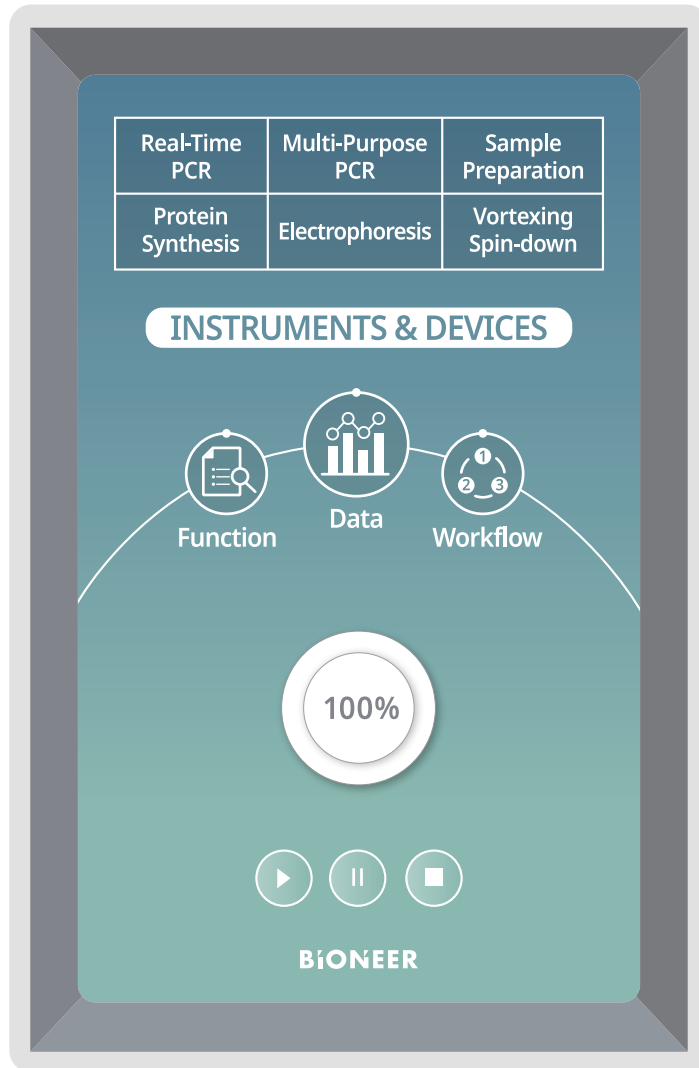 Real-Time
PCR
Multi-Purpose
PCR
Sample
Preparation
Protein
Synthesis
Electrophoresis
Vortexing
Spin-down
INSTRUMENTS & DEVICES
1
2
3
Function
Data
Workflow
100%
BIONEER